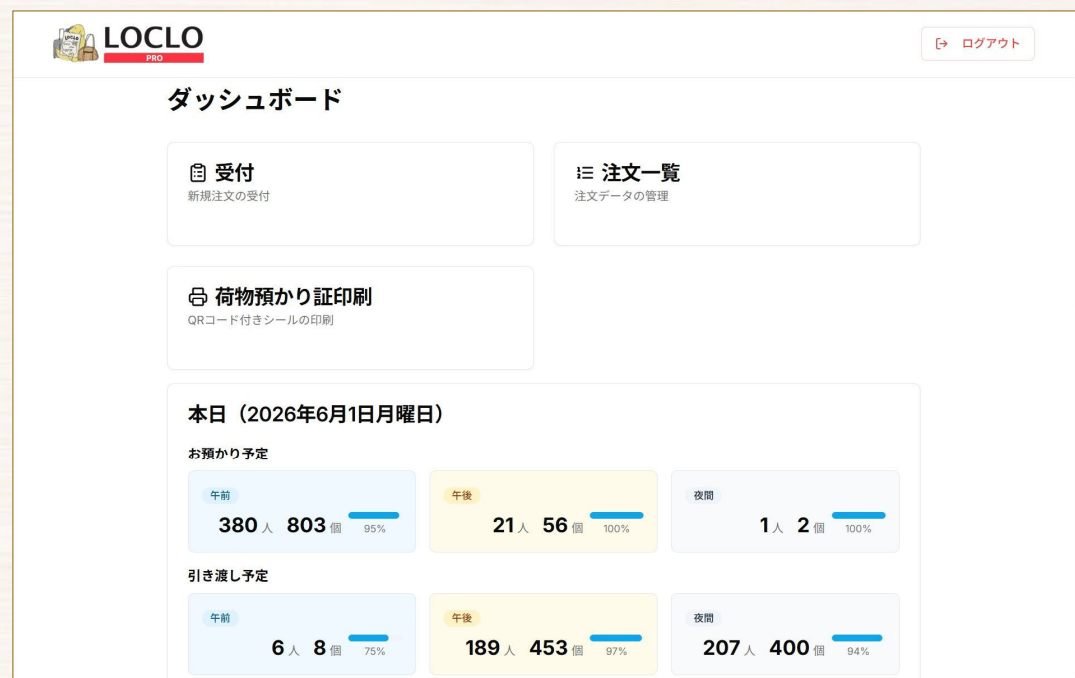 LOCLO
PRO
ログアウト
ダッシュボード
受付
新規注文の受付
注文一覧
注文データの管理
荷物預かり証印刷
QRコード付きシールの印刷
本日（2026年6月1日月曜日）
お預かり予定
午前
380人 803個 95%
午後
21人 56個 100%
夜間
1人 2個 100%
引き渡し予定
午前
6人 8個 75%
午後
189人 453個 97%
夜間
207人 400個 94%